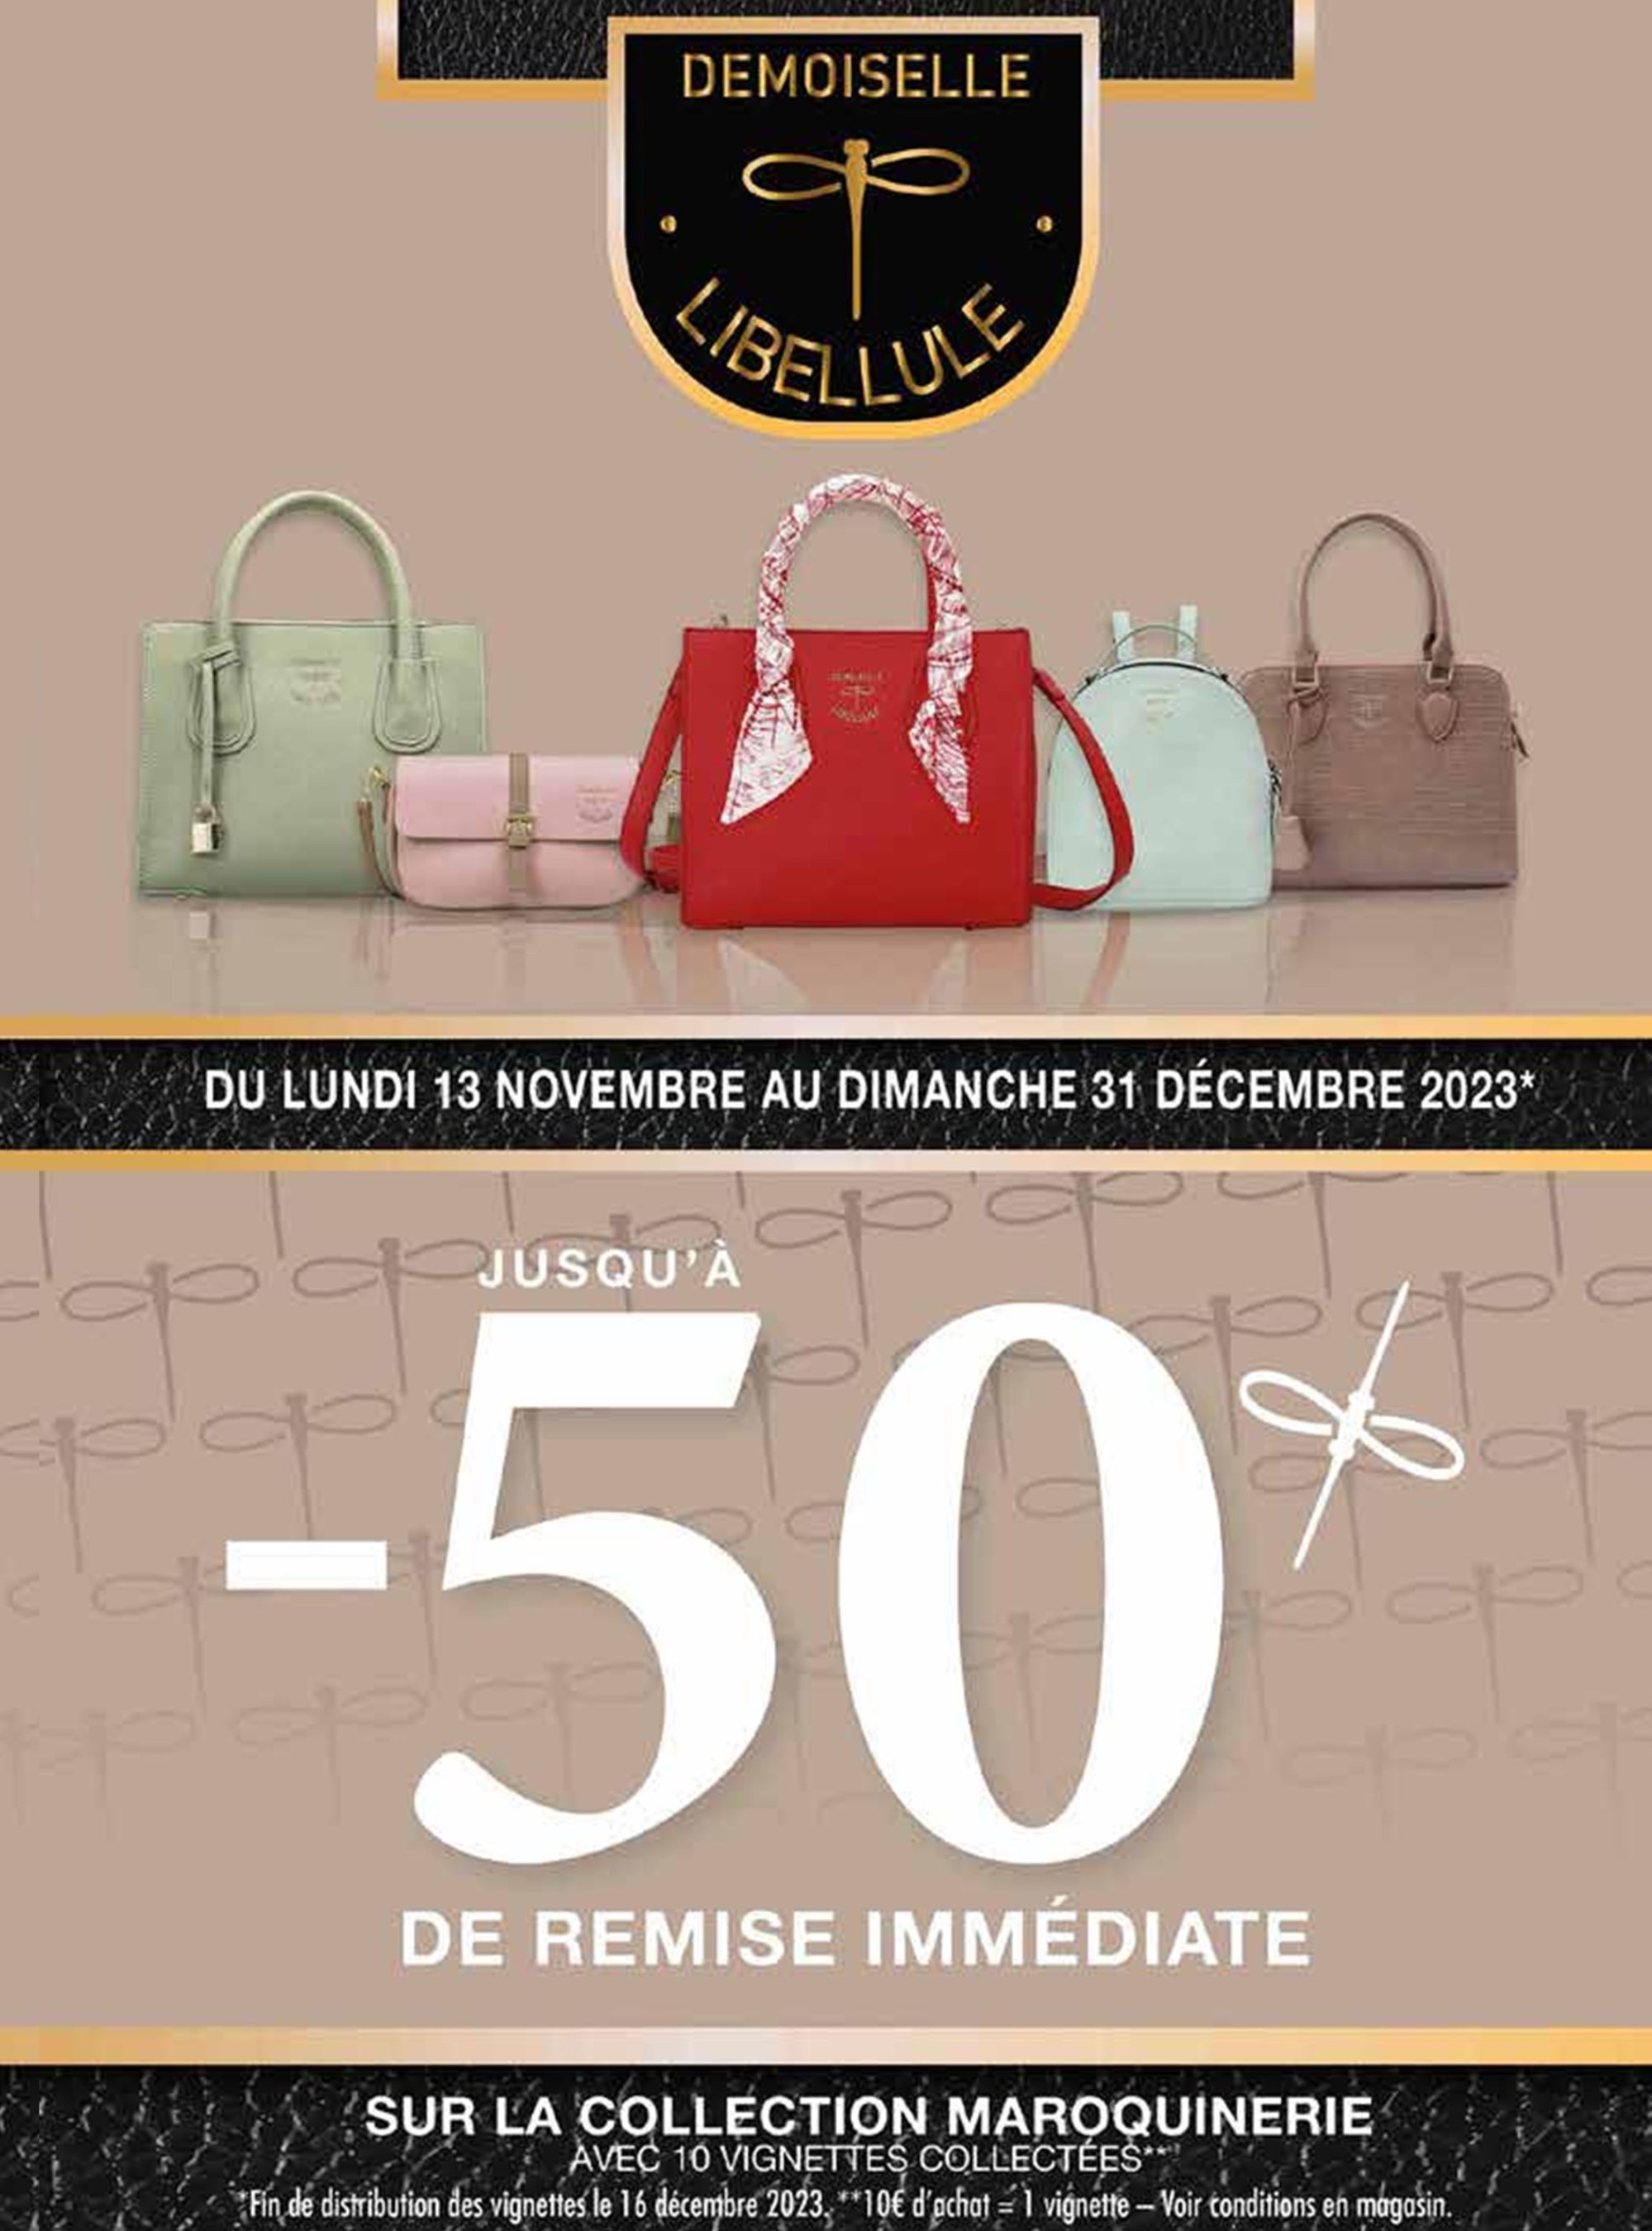 DEMOISELLE
LIBELLULE
DU LUNDI 13 NOVEMBRE AU DIMANCHE 31 DÉCEMBRE 2023*
JUSQU'À
-50
DE REMISE IMMÉDIATE
SUR LA COLLECTION MAROQUINERIE
AVEC 10 VIGNETTES COLLECTÉES**
*Fin de distribution des vignettes le 16 décembre 2023. **10€ d'achat = 1 vignette – Voir conditions en magasin.